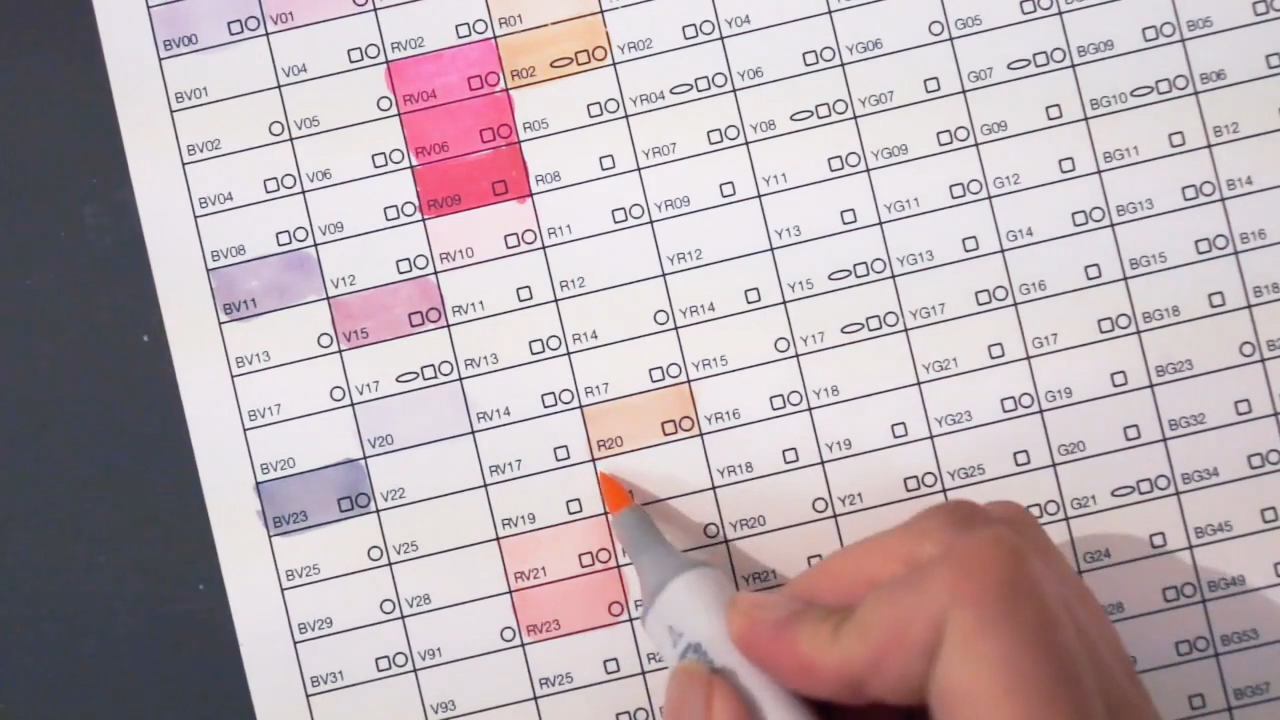 BV00
BV01
BV02
BV04
BV08
BV11
BV13
BV17
BV20
BV23
BV25
BV29
BV31
V01
V04
V05
V06
V09
V12
V15
V17
V20
V22
V25
V28
V91
V93
RV02
RV04
RV06
RV09
RV10
RV11
RV13
RV14
RV17
RV19
RV21
RV23
RV25
R01
R02
R05
R08
R11
R12
R14
R17
R20
YR02
YR04
YR07
YR09
YR12
YR14
YR15
YR16
YR18
YR20
YR21
Y04
Y06
Y08
Y11
Y13
Y15
Y17
Y18
Y19
Y21
YG06
YG07
YG09
YG11
YG13
YG17
YG21
YG23
YG25
G05
G07
G09
G12
G14
G16
G17
G19
G20
G21
G24
BG09
BG10
BG11
BG13
BG15
BG18
BG23
BG32
BG34
BG45
BG49
BG53
BG57
B05
B06
B12
B14
B16
B18